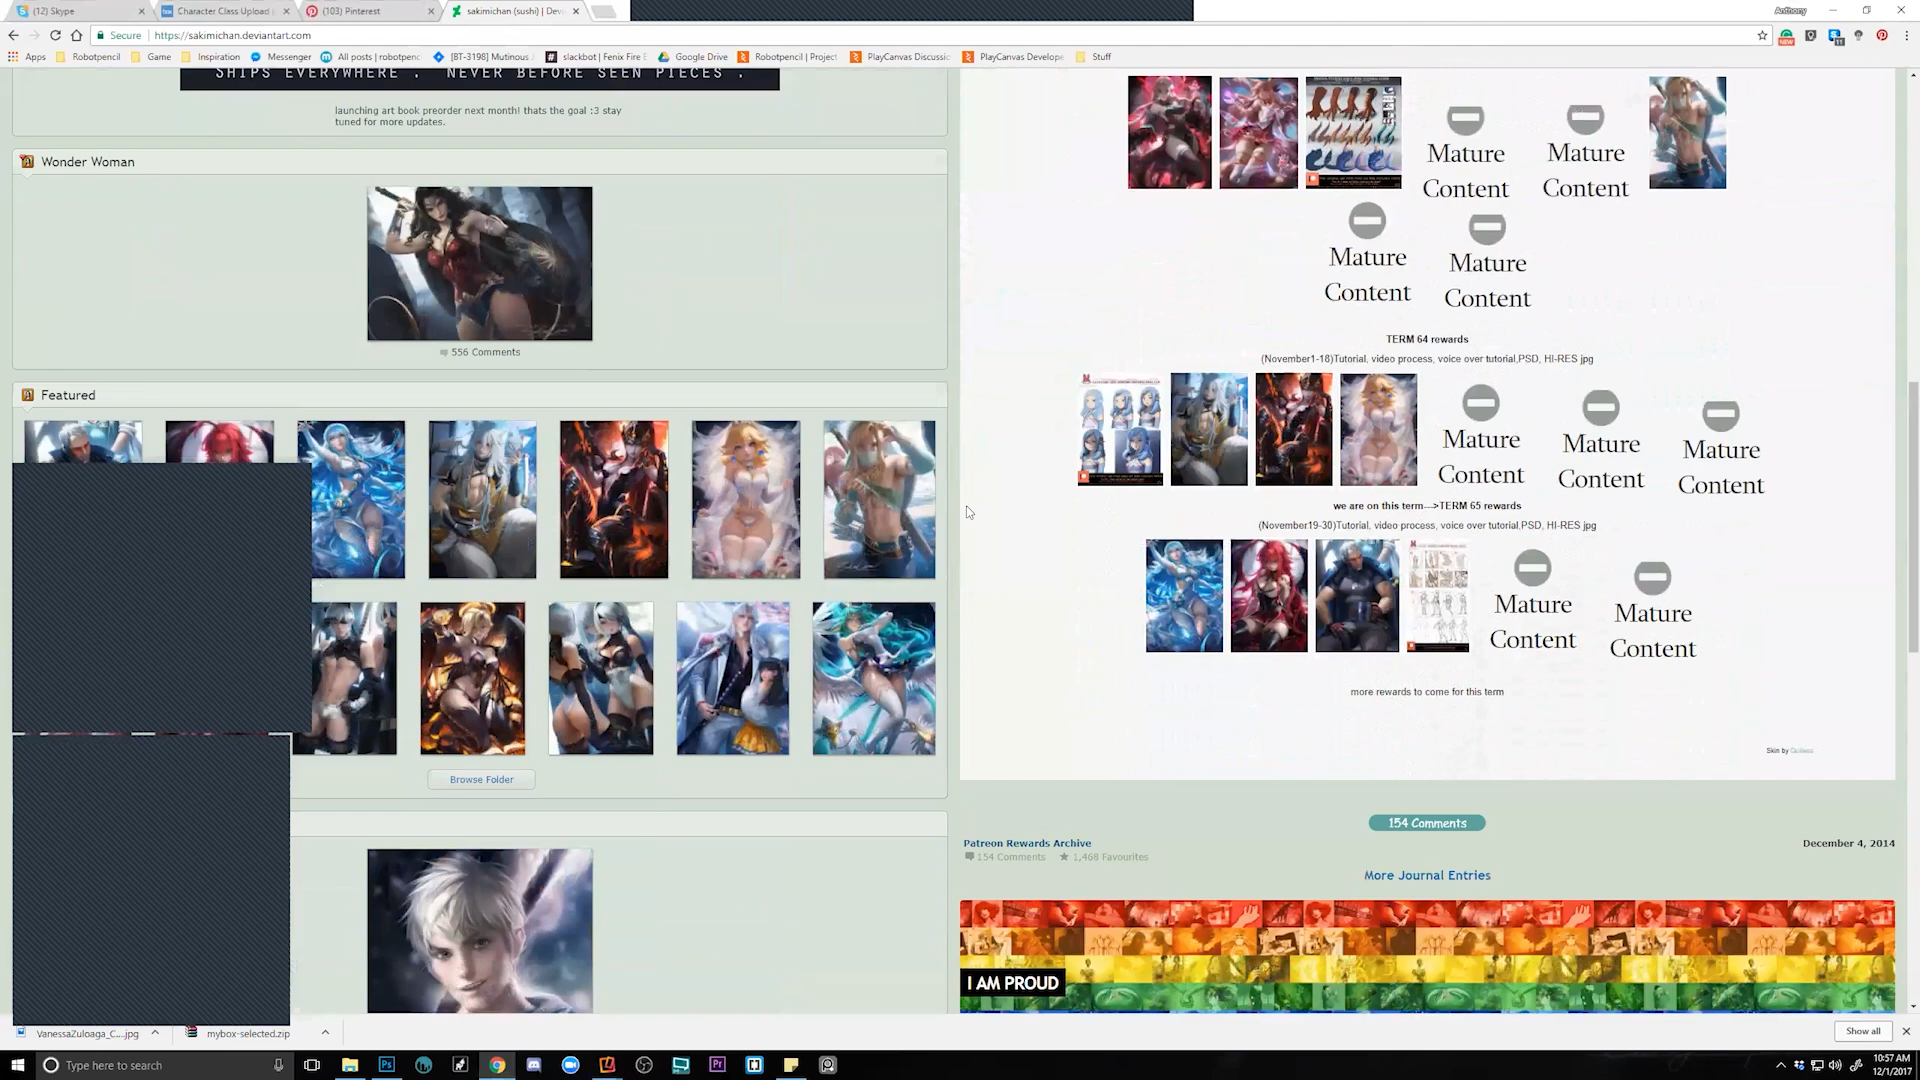 (12) Skype
Character Class Upload
(103) Pinterest
sakimichan (sushi) | Devi
Anthony
Secure
https://sakimichan.deviantart.com
Apps
Robotpencil
Game
Inspiration
Messenger
All posts | robotpenc
[BT-3198] Mutinous
slackbot | Fenix Fire E
Google Drive
Robotpencil | Project
PlayCanvas Discussic
PlayCanvas Develope
Stuff
SHIPS EVERYWHERE . NEVER BEFORE SEEN PIECES .
launching art book preorder next month! thats the goal :3 stay
tuned for more updates.
Wonder Woman
556 Comments
Featured
Browse Folder
Mature
Content
Mature
Content
Mature
Content
Mature
Content
TERM 64 rewards
(November1-18)Tutorial, video process, voice over tutorial,PSD, HI-RES jpg
Mature
Content
Mature
Content
Mature
Content
we are on this term--->TERM 65 rewards
(November19-30)Tutorial, video process, voice over tutorial,PSD, HI-RES jpg
Mature
Content
Mature
Content
more rewards to come for this term
Skin by
154 Comments
Patreon Rewards Archive
December 4, 2014
154 Comments
1,468 Favourites
More Journal Entries
I AM PROUD
VanessaZuloaga_C....jpg
mybox-selected.zip
Show all
Type here to search
10:57 AM
12/1/2017